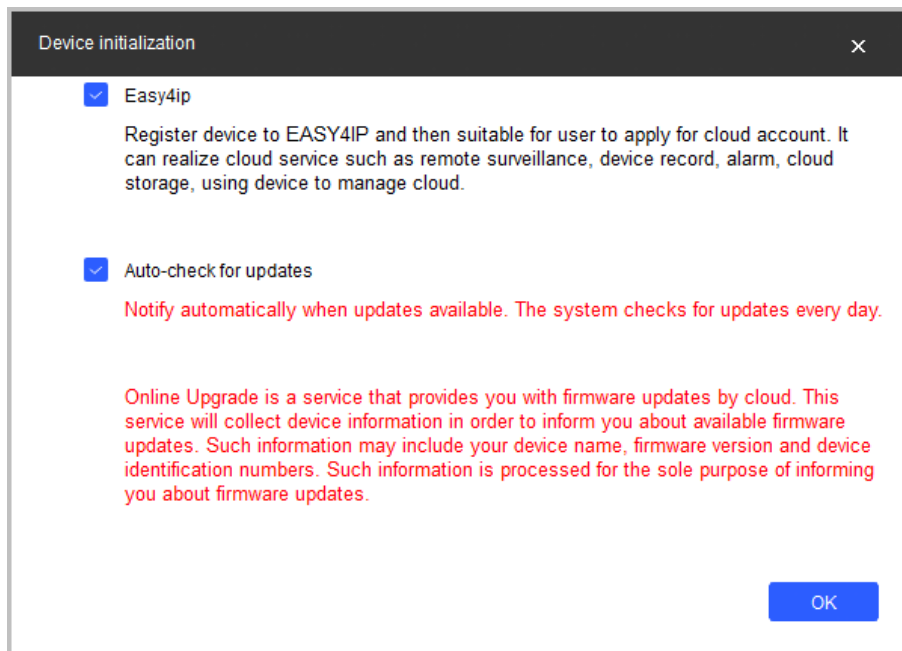 Device initialization
Easy4ip
Register device to EASY4IP and then suitable for user to apply for cloud account. It
can realize cloud service such as remote surveillance, device record, alarm, cloud
storage, using device to manage cloud.
Auto-check for updates
Notify automatically when updates available. The system checks for updates every day.
Online Upgrade is a service that provides you with firmware updates by cloud. This
service will collect device information in order to inform you about available firmware
updates. Such information may include your device name, firmware version and device
identification numbers. Such information is processed for the sole purpose of informing
you about firmware updates.
OK